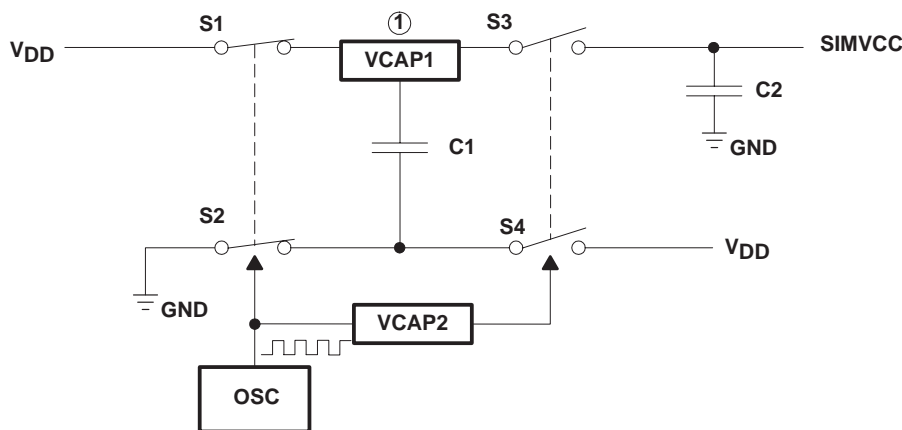 1
S1
S3
VDD
VCAP1
SIMVCC
C2
C1
GND
S2
S4
VDD
GND
VCAP2
OSC